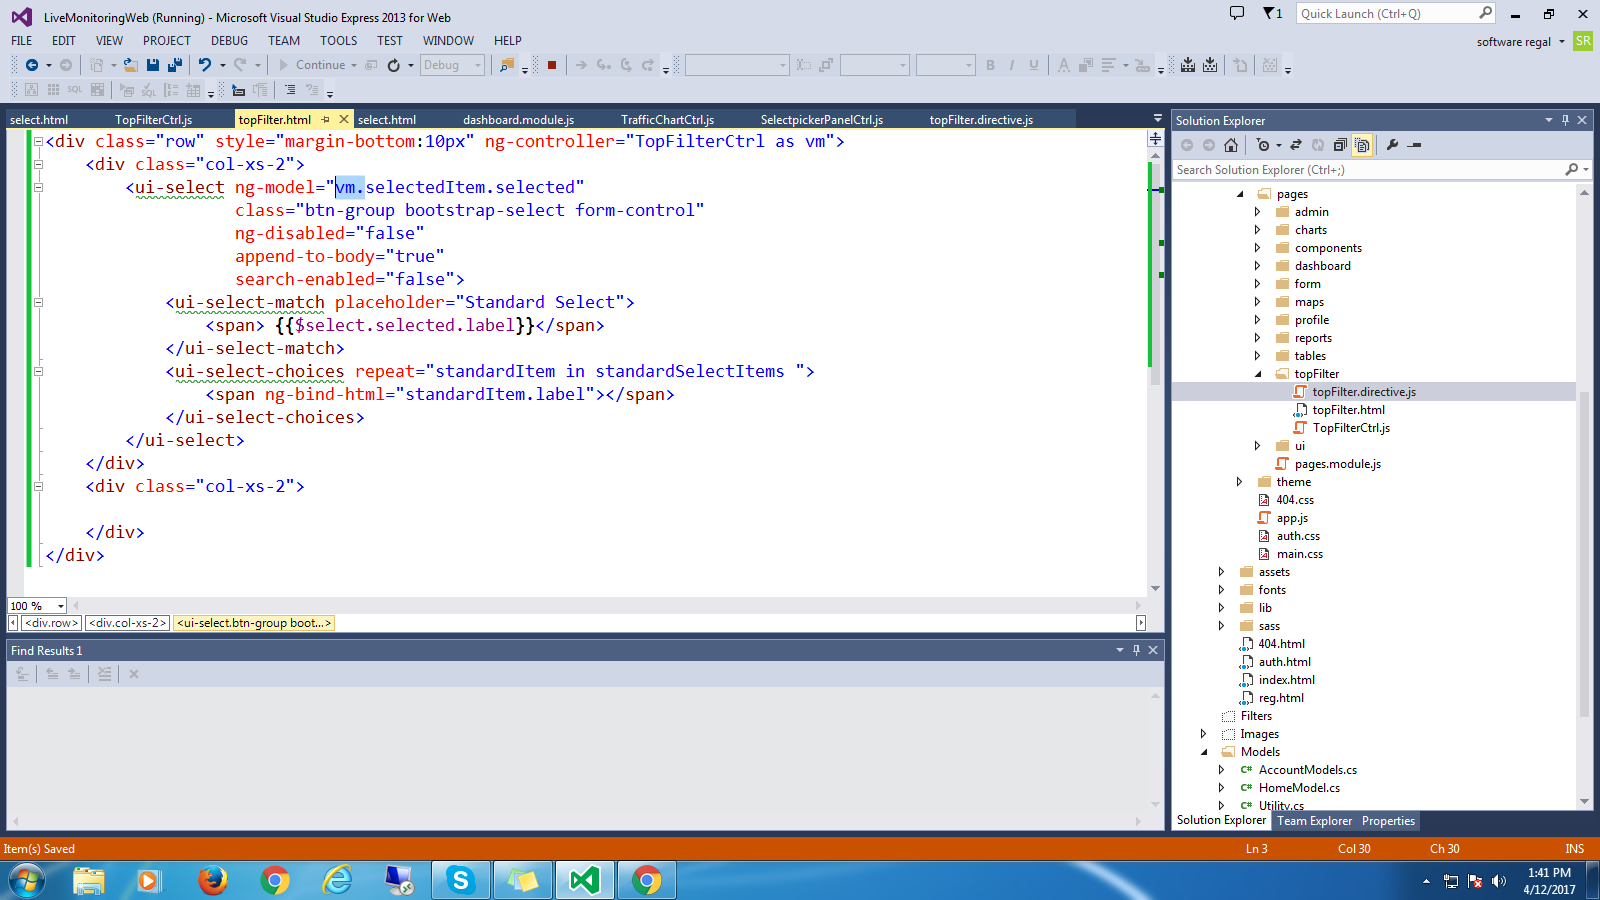 LiveMonitoringWeb (Running) - Microsoft Visual Studio Express 2013 for Web
1
Quick Launch (Ctrl+Q)
FILE EDIT VIEW PROJECT DEBUG TEAM TOOLS TEST WINDOW HELP
software regal SR
Continue Debug
B I U A
SQL SQL
select.html TopFilterCtrl.js topFilter.html select.html dashboard.module.js TrafficChartCtrl.js SelectpickerPanelCtrl.js topFilter.directive.js
<div class="row" style="margin-bottom:10px" ng-controller="TopFilterCtrl as vm">
<div class="col-xs-2">
<ui-select ng-model="vm.selectedItem.selected"
class="btn-group bootstrap-select form-control"
ng-disabled="false"
append-to-body="true"
search-enabled="false">
<ui-select-match placeholder="Standard Select">
<span> {{$select.selected.label}}</span>
</ui-select-match>
<ui-select-choices repeat="standardItem in standardSelectItems ">
<span ng-bind-html="standardItem.label"></span>
</ui-select-choices>
</ui-select>
</div>
<div class="col-xs-2">
</div>
</div>
100 %
<div.row> <div.col-xs-2> <ui-select.btn-group boot...>
Find Results 1
Solution Explorer
Search Solution Explorer (Ctrl+;)
pages
admin
charts
components
dashboard
form
maps
profile
reports
tables
topFilter
topFilter.directive.js
topFilter.html
TopFilterCtrl.js
ui
pages.module.js
theme
404.css
app.js
auth.css
main.css
assets
fonts
lib
sass
404.html
auth.html
index.html
reg.html
Filters
Images
Models
C# AccountModels.cs
C# HomeModel.cs
C# Utility.cs
Solution Explorer Team Explorer Properties
Item(s) Saved Ln 3 Col 30 Ch 30 INS
1:41 PM
4/12/2017